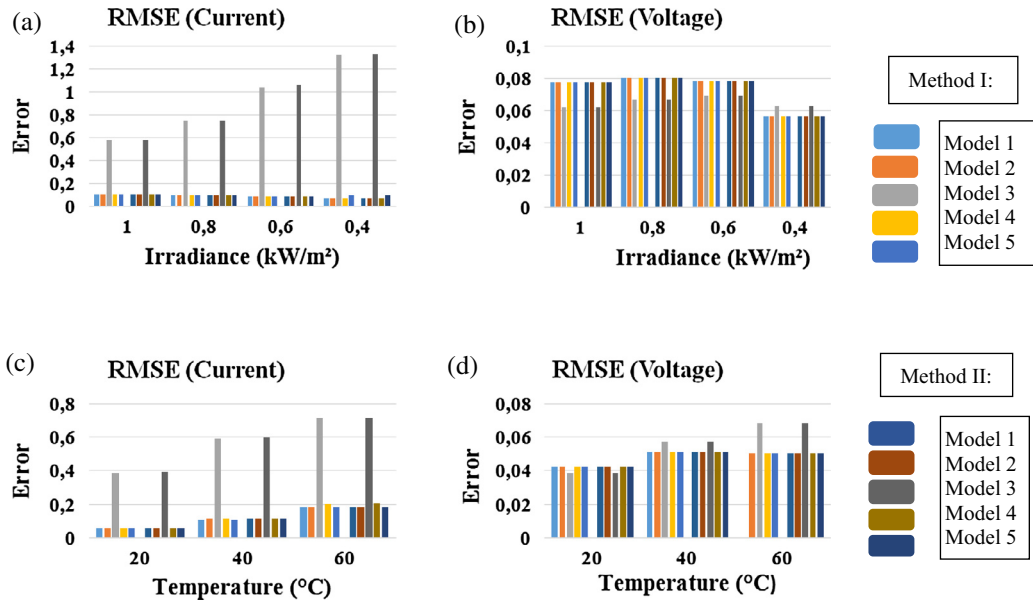 (a)
RMSE (Current)
1,4
1,2
1
0,8
0,6
0,4
0,2
0
Error
1
0,8
0,6
0,4
Irradiance (kW/m²)
(b)
RMSE (Voltage)
0,1
0,08
0,06
0,04
0,02
0
Error
1
0,8
0,6
0,4
Irradiance (kW/m²)
Method I:
Model 1
Model 2
Model 3
Model 4
Model 5
(c)
RMSE (Current)
0,8
0,6
0,4
0,2
0
Error
20
40
60
Temperature (°C)
(d)
RMSE (Voltage)
0,08
0,06
0,04
0,02
0
Error
20
40
60
Temperature (°C)
Method II:
Model 1
Model 2
Model 3
Model 4
Model 5